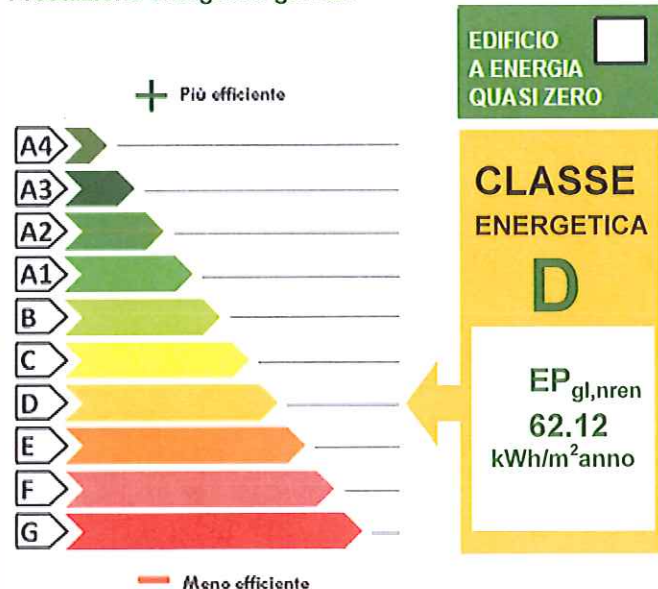 + Più efficiente
A4
A3
A2
A1
B
C
D
E
F
G
— Meno efficiente
EDIFICIO
A ENERGIA
QUASI ZERO
CLASSE
ENERGETICA
D
EPgl,nren
62.12
kWh/m²anno